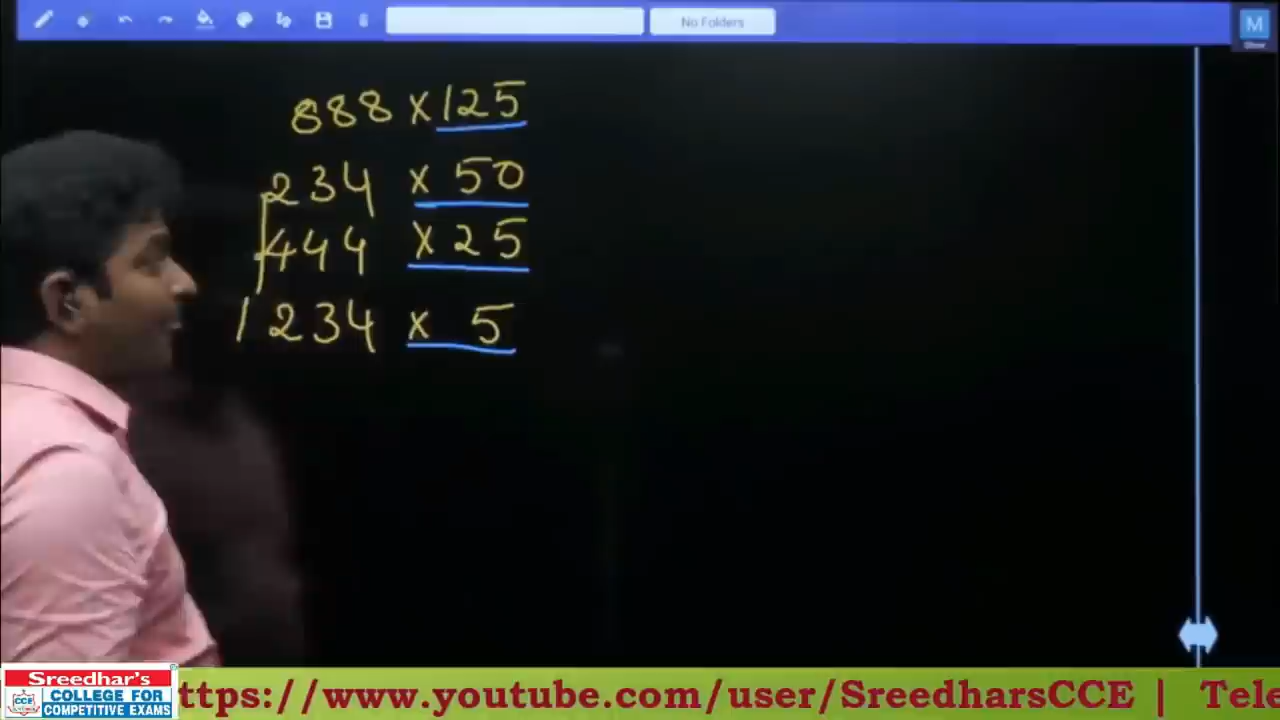 No Folders
M
888 × 125
234 × 50
444 × 25
1234 × 5
Sreedhar's
CCE
COLLEGE FOR
COMPETITIVE EXAMS
ttps://www.youtube.com/user/SreedharsCCE | Tele